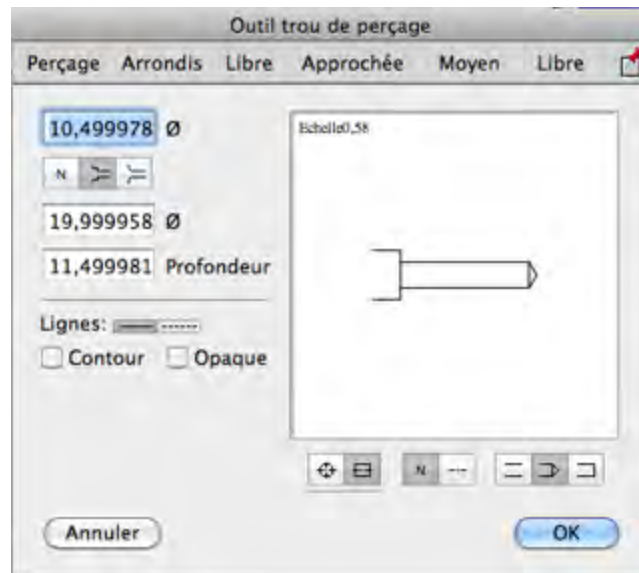 Outil trou de perçage
Perçage Arrondis Libre Approchée Moyen Libre
10,499978 Ø
Echelle0,58
N
19,999958 Ø
11,499981 Profondeur
Lignes:
Contour Opaque
N
Annuler OK